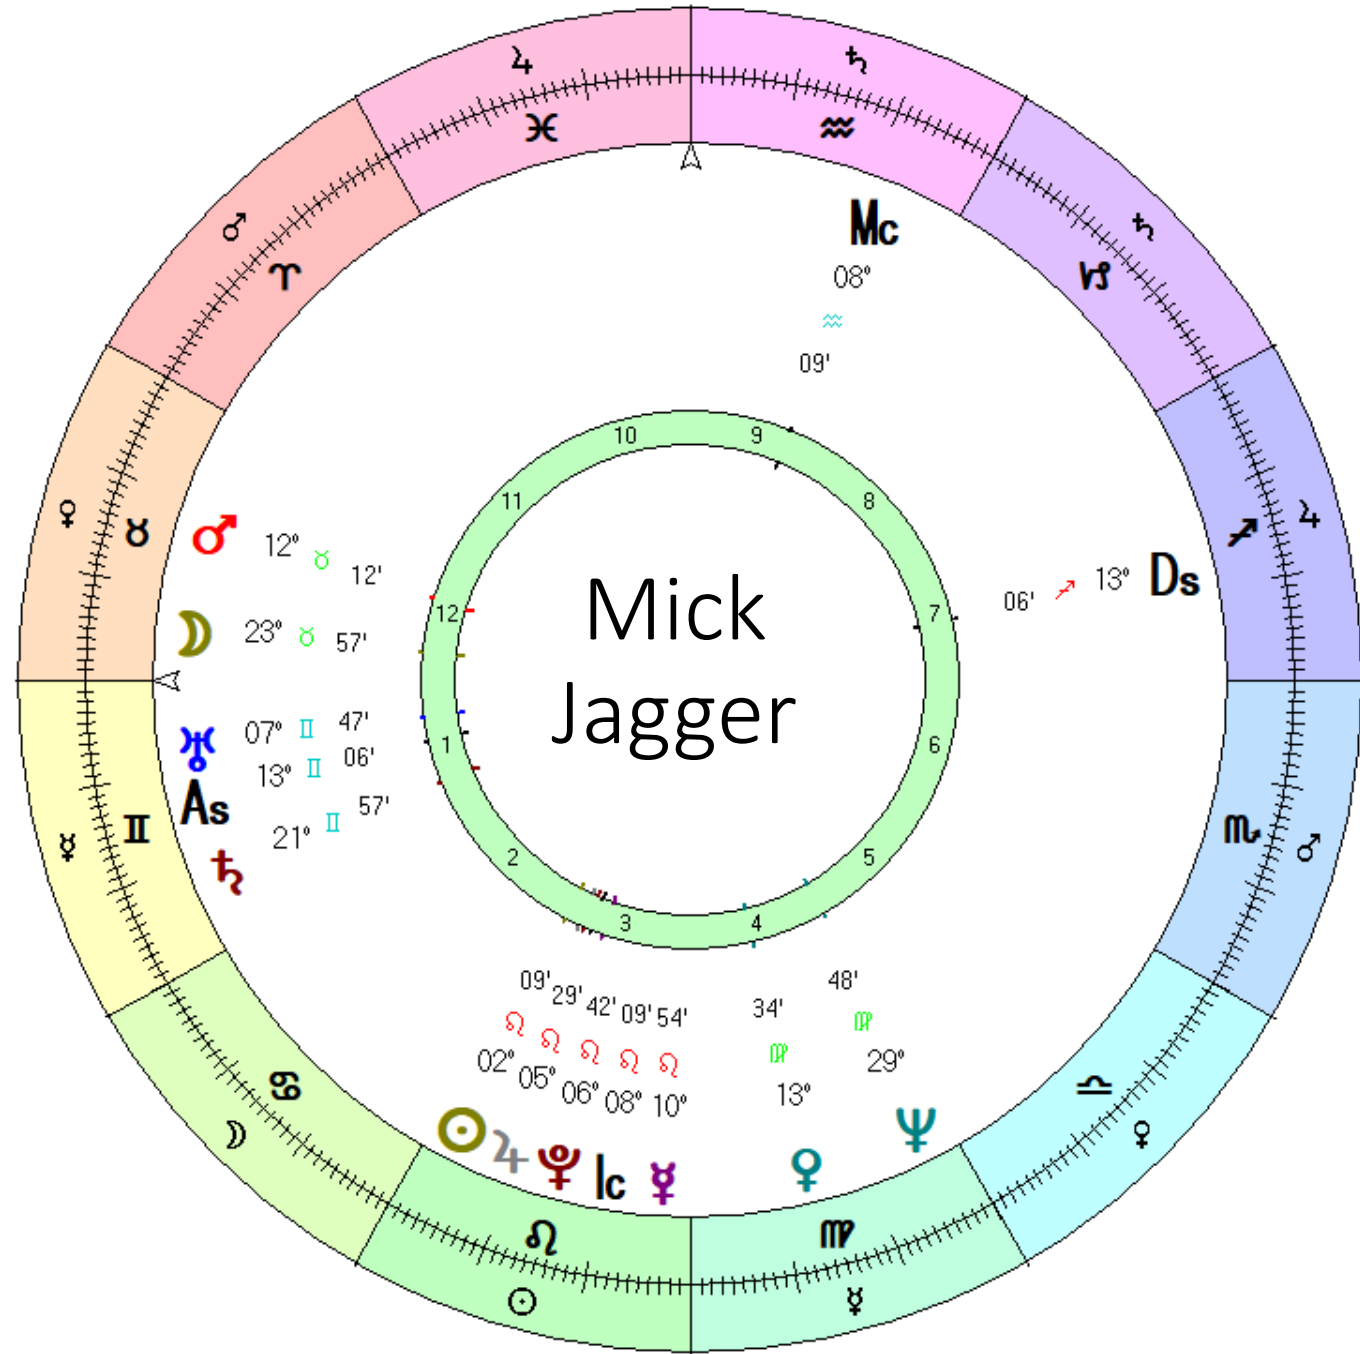 ♃ ♄
♓ ♒
♂ ♄
♈ ♑
Mc
08°
♒
09'
10 9
11 8
♀ ♉ ♂ 12° ♉ 12'
☽ 23° ♉ 57'
12 7
06' ♐ 13° Ds
♐ ♃
Mick
Jagger
♅ 07° ♊ 47'
As 13° ♊ 06'
♄ 21° ♊ 57'
1 6
☿ ♊
♏ ♂
2 5
3 4
09' 29' 42' 09' 54' 34' 48'
♌ ♌ ♌ ♌ ♌ ♍ ♍
02° 05° 06° 08° 10° 13° 29°
☉ ♃ ♇ Ic ☿ ♀ ♆
♋ ♎
☽ ♀
♌ ♍
☉ ☿